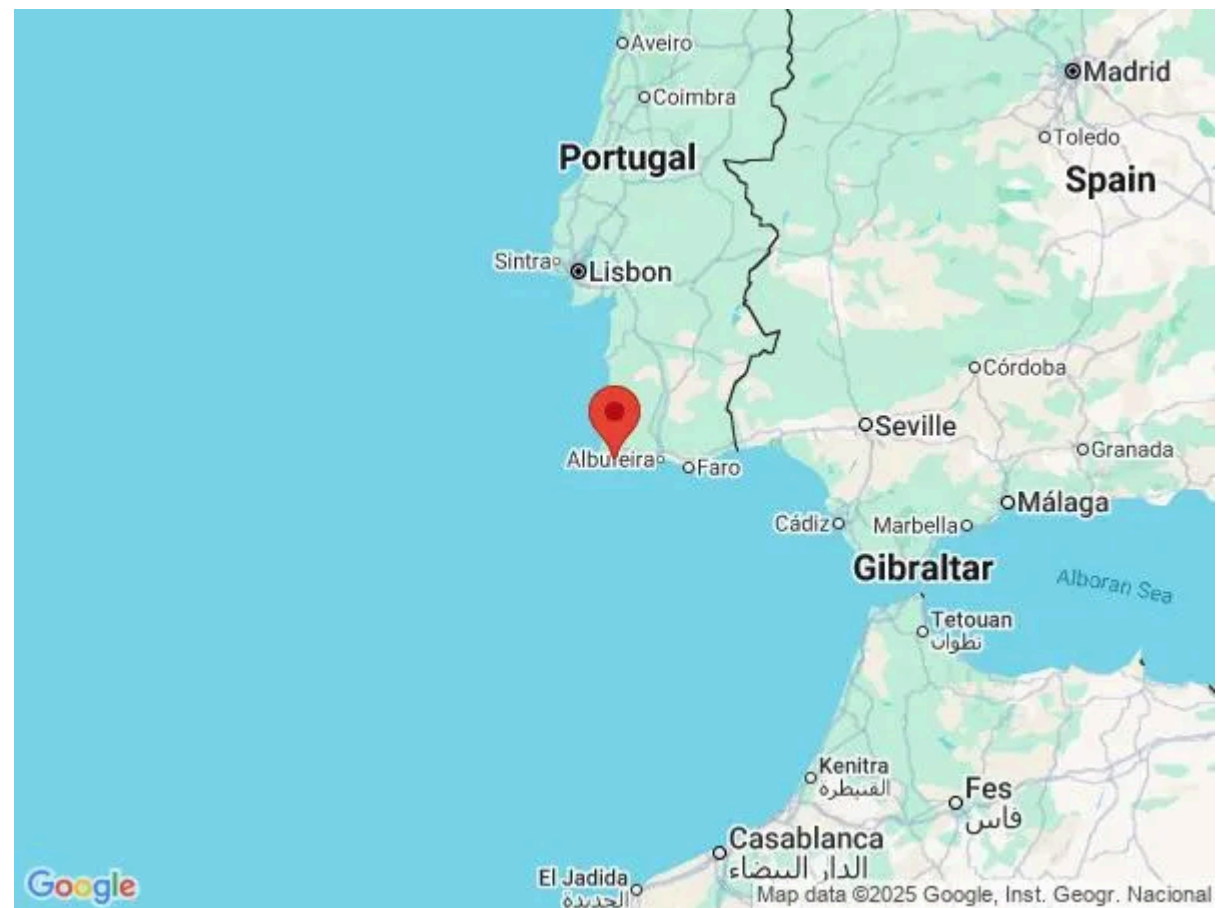 Aveiro
Madrid
Coimbra
Toledo
Portugal
Spain
Sintra
Lisbon
Córdoba
Seville
Granada
Albufeira
Faro
Málaga
Cádiz
Marbella
Gibraltar
Alboran Sea
Tetouan
تطوان
Kenitra
القنيطرة
Fes
فاس
Casablanca
الدار البيضاء
El Jadida
الجديدة
Google
Map data ©2025 Google, Inst. Geogr. Nacional